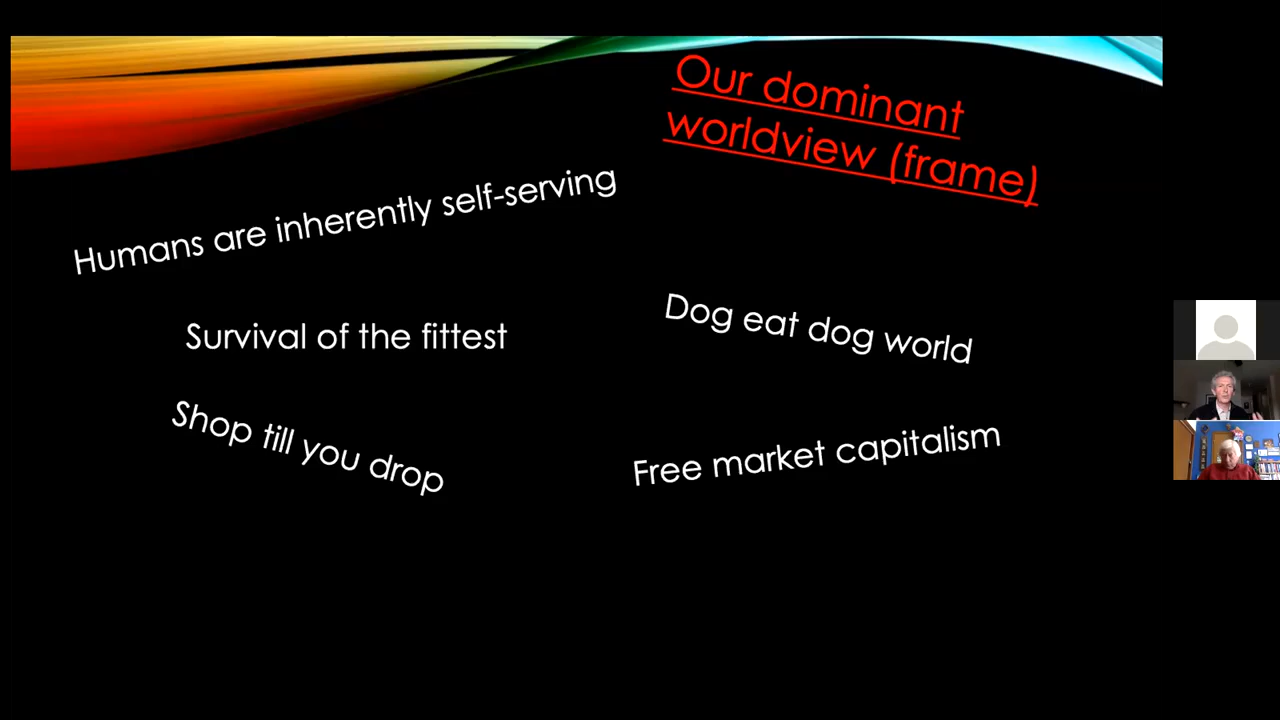 Our dominant
worldview (frame)
Humans are inherently self-serving
Survival of the fittest
Dog eat dog world
Shop till you drop
Free market capitalism